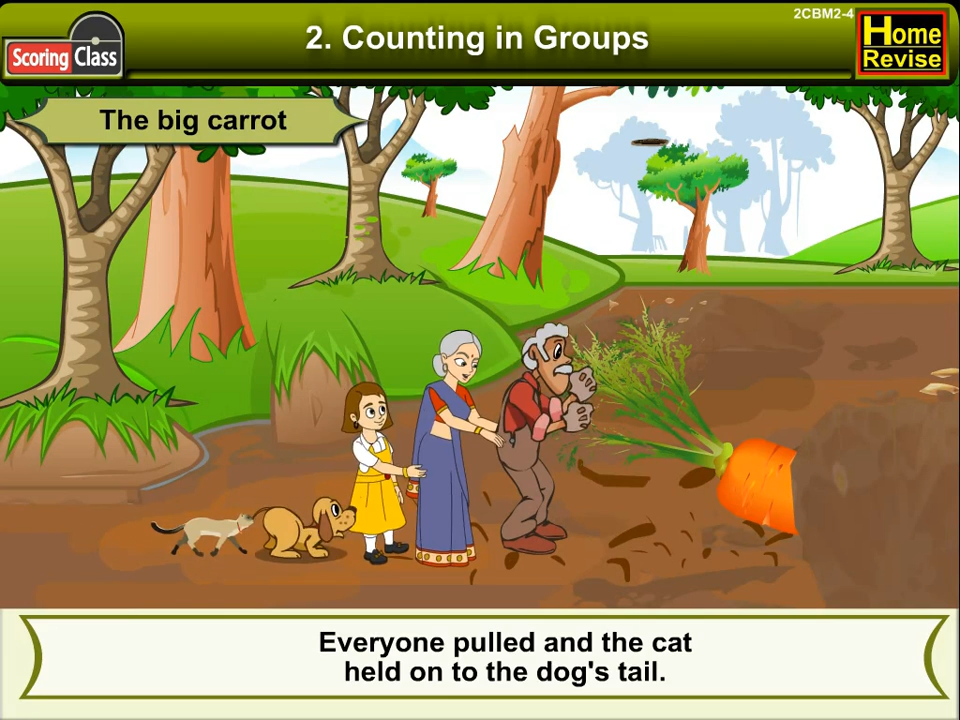 2CBM2-4
Scoring Class
2. Counting in Groups
Home
Revise
The big carrot
Everyone pulled and the cat
held on to the dog's tail.